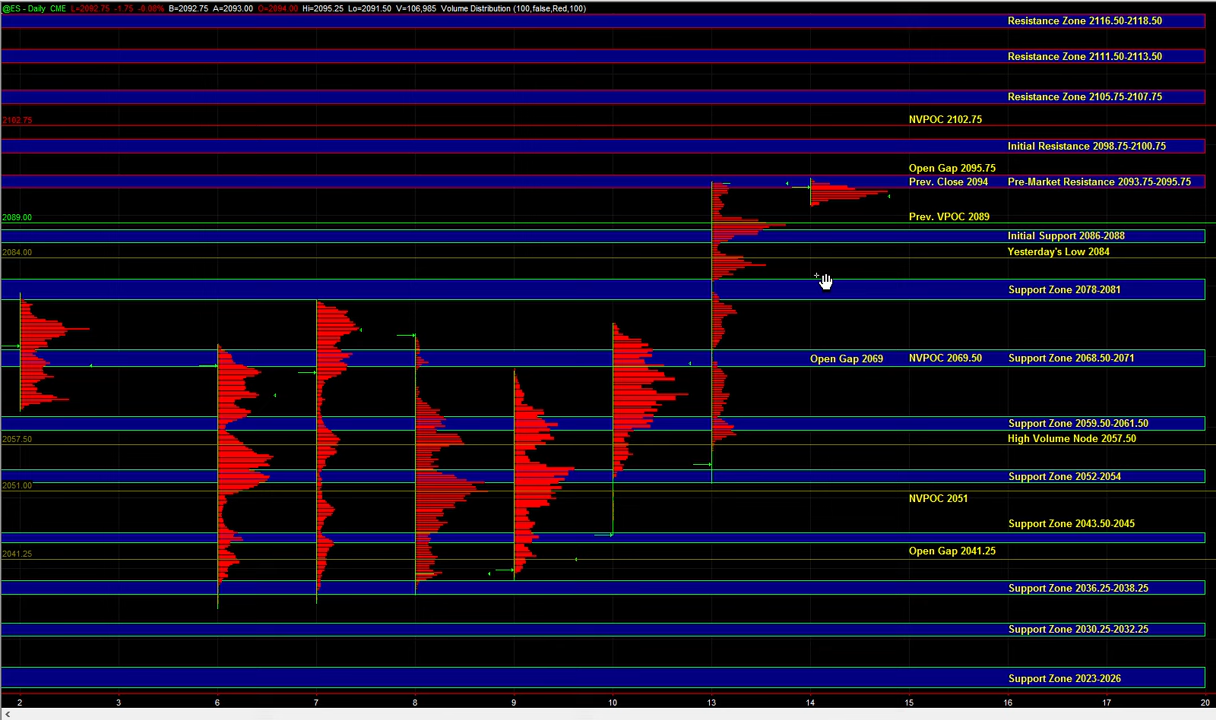 @ES - Daily CME L=2092.75 -1.75 -0.08% B=2092.75 A=2093.00 O=2094.00 Hi=2095.25 Lo=2091.50 V=106,985 Volume Distribution (100,false,Red,100)
Resistance Zone 2116.50-2118.50
Resistance Zone 2111.50-2113.50
Resistance Zone 2105.75-2107.75
2102.75 NVPOC 2102.75
Initial Resistance 2098.75-2100.75
Open Gap 2095.75
Prev. Close 2094 Pre-Market Resistance 2093.75-2095.75
2089.00 Prev. VPOC 2089
Initial Support 2086-2088
2084.00 Yesterday's Low 2084
Support Zone 2078-2081
Open Gap 2069 NVPOC 2069.50 Support Zone 2068.50-2071
Support Zone 2059.50-2061.50
2057.50 High Volume Node 2057.50
Support Zone 2052-2054
2051.00 NVPOC 2051
Support Zone 2043.50-2045
2041.25 Open Gap 2041.25
Support Zone 2036.25-2038.25
Support Zone 2030.25-2032.25
Support Zone 2023-2026
2 3 6 7 8 9 10 13 14 15 16 17 20